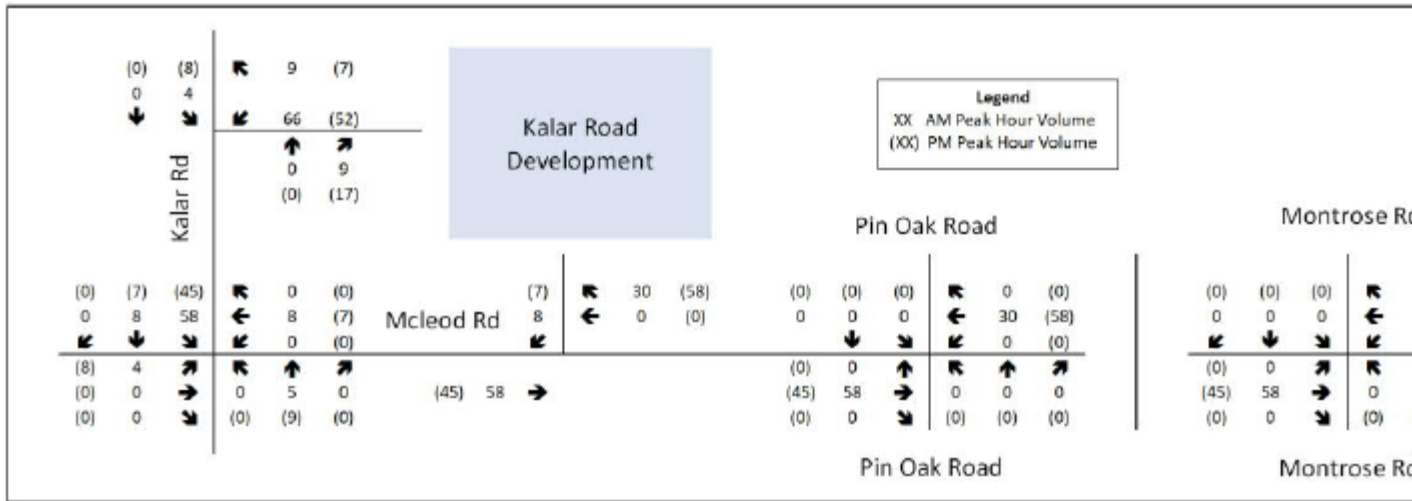 (0) (8) 9 (7)
0 4
66 (52)
0 9
(0) (17)
Kalar Rd
Kalar Road
Development
Legend
XX AM Peak Hour Volume
(XX) PM Peak Hour Volume
Pin Oak Road
Montrose
(0) (7) (45) 0 (0)
0 8 58 8 (7)
0 (0)
(8) 4
(0) 0 0 5 0
(0) 0 (0) (9) (0)
Mcleod Rd
(7) 30 (58)
8 0 (0)
(45) 58
(0) (0) (0) 0 (0)
0 0 0 30 (58)
0 (0)
(0) 0
(45) 58 0 0 0
(0) 0 (0) (0) (0)
(0) (0) (0)
0 0 0
(0) 0
(45) 58 0
(0) 0 (0)
Pin Oak Road
Montrose